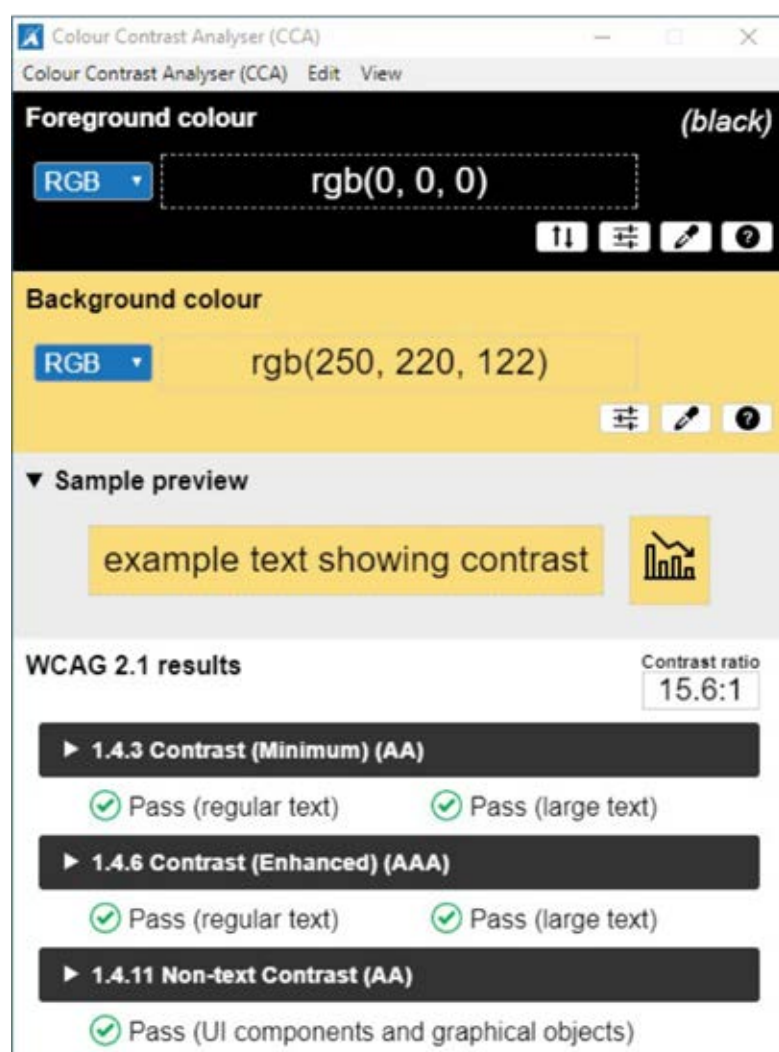 Colour Contrast Analyser (CCA)
Colour Contrast Analyser (CCA) Edit View
Foreground colour (black)
RGB rgb(0, 0, 0)
Background colour
RGB rgb(250, 220, 122)
Sample preview
example text showing contrast
WCAG 2.1 results Contrast ratio
15.6:1
1.4.3 Contrast (Minimum) (AA)
Pass (regular text) Pass (large text)
1.4.6 Contrast (Enhanced) (AAA)
Pass (regular text) Pass (large text)
1.4.11 Non-text Contrast (AA)
Pass (UI components and graphical objects)